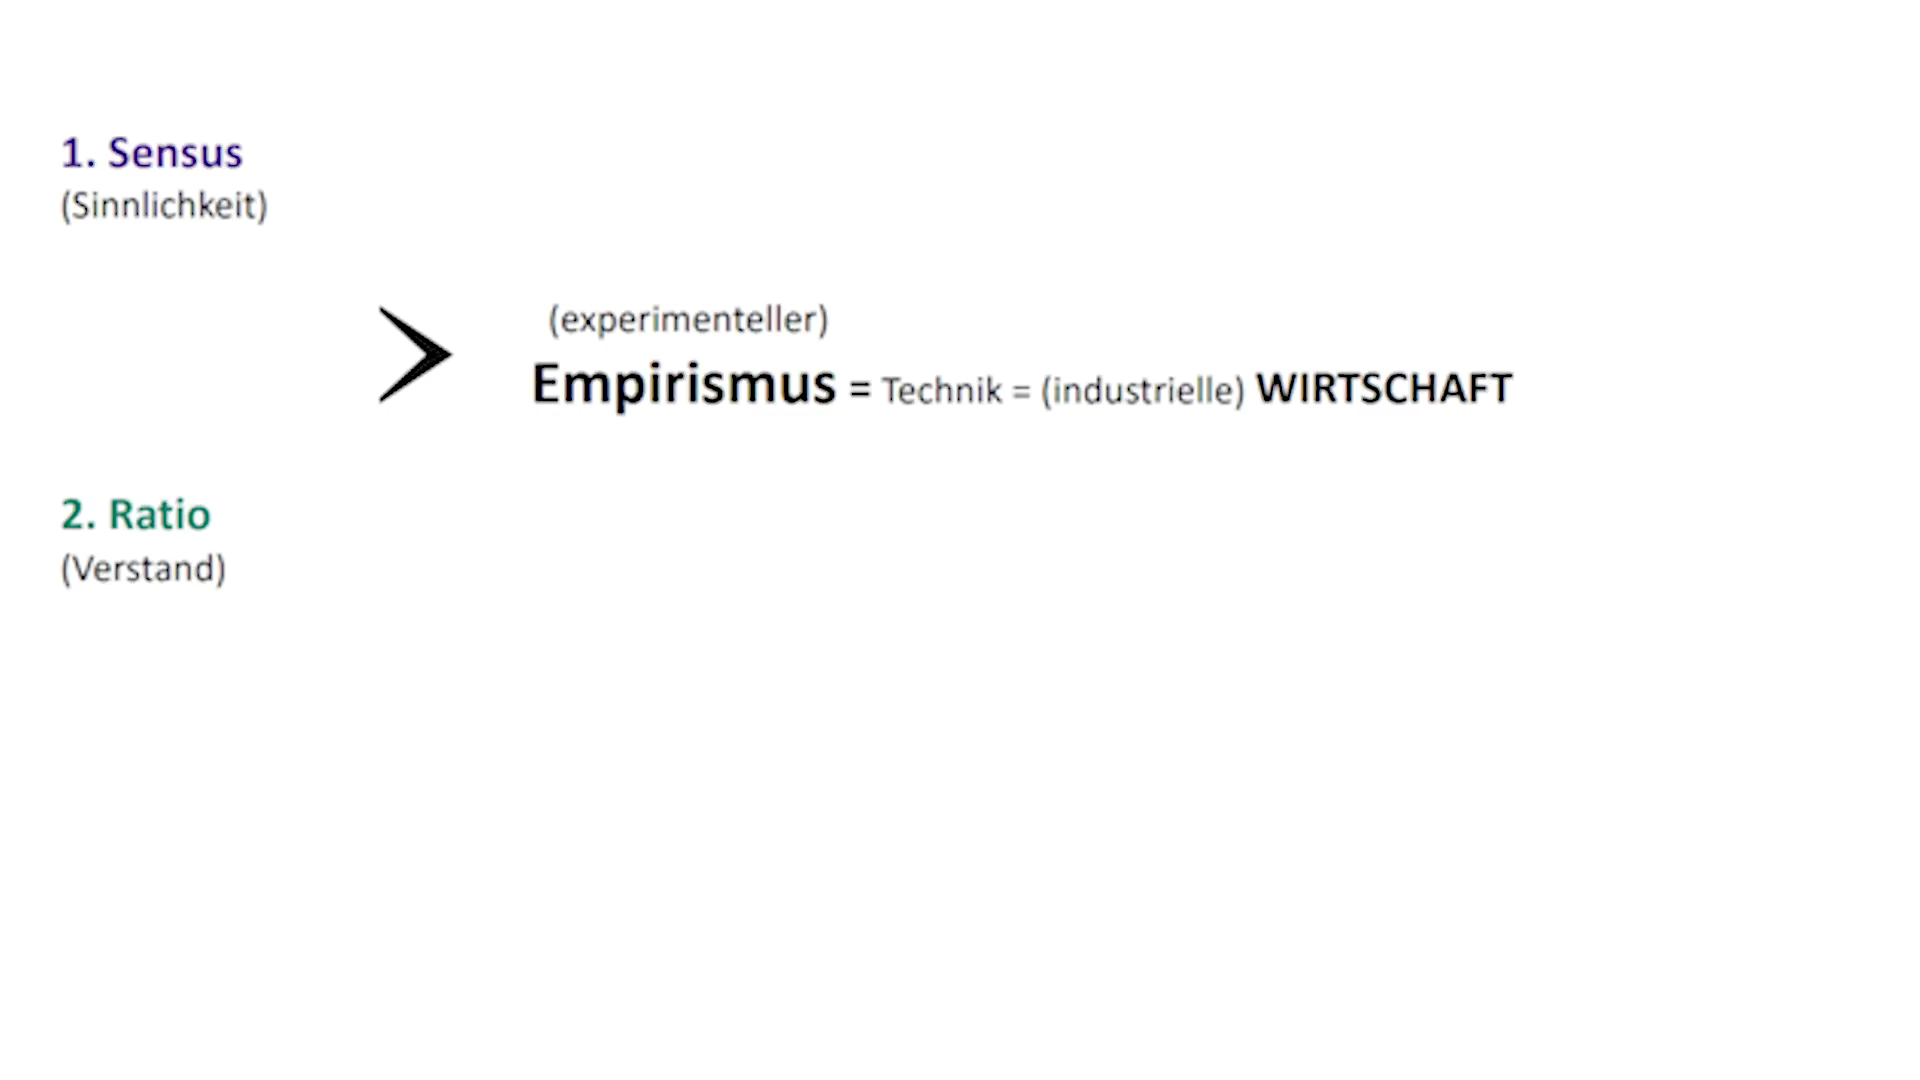 1. Sensus
(Sinnlichkeit)
(experimenteller)
Empirismus = Technik = (industrielle) WIRTSCHAFT
2. Ratio
(Verstand)